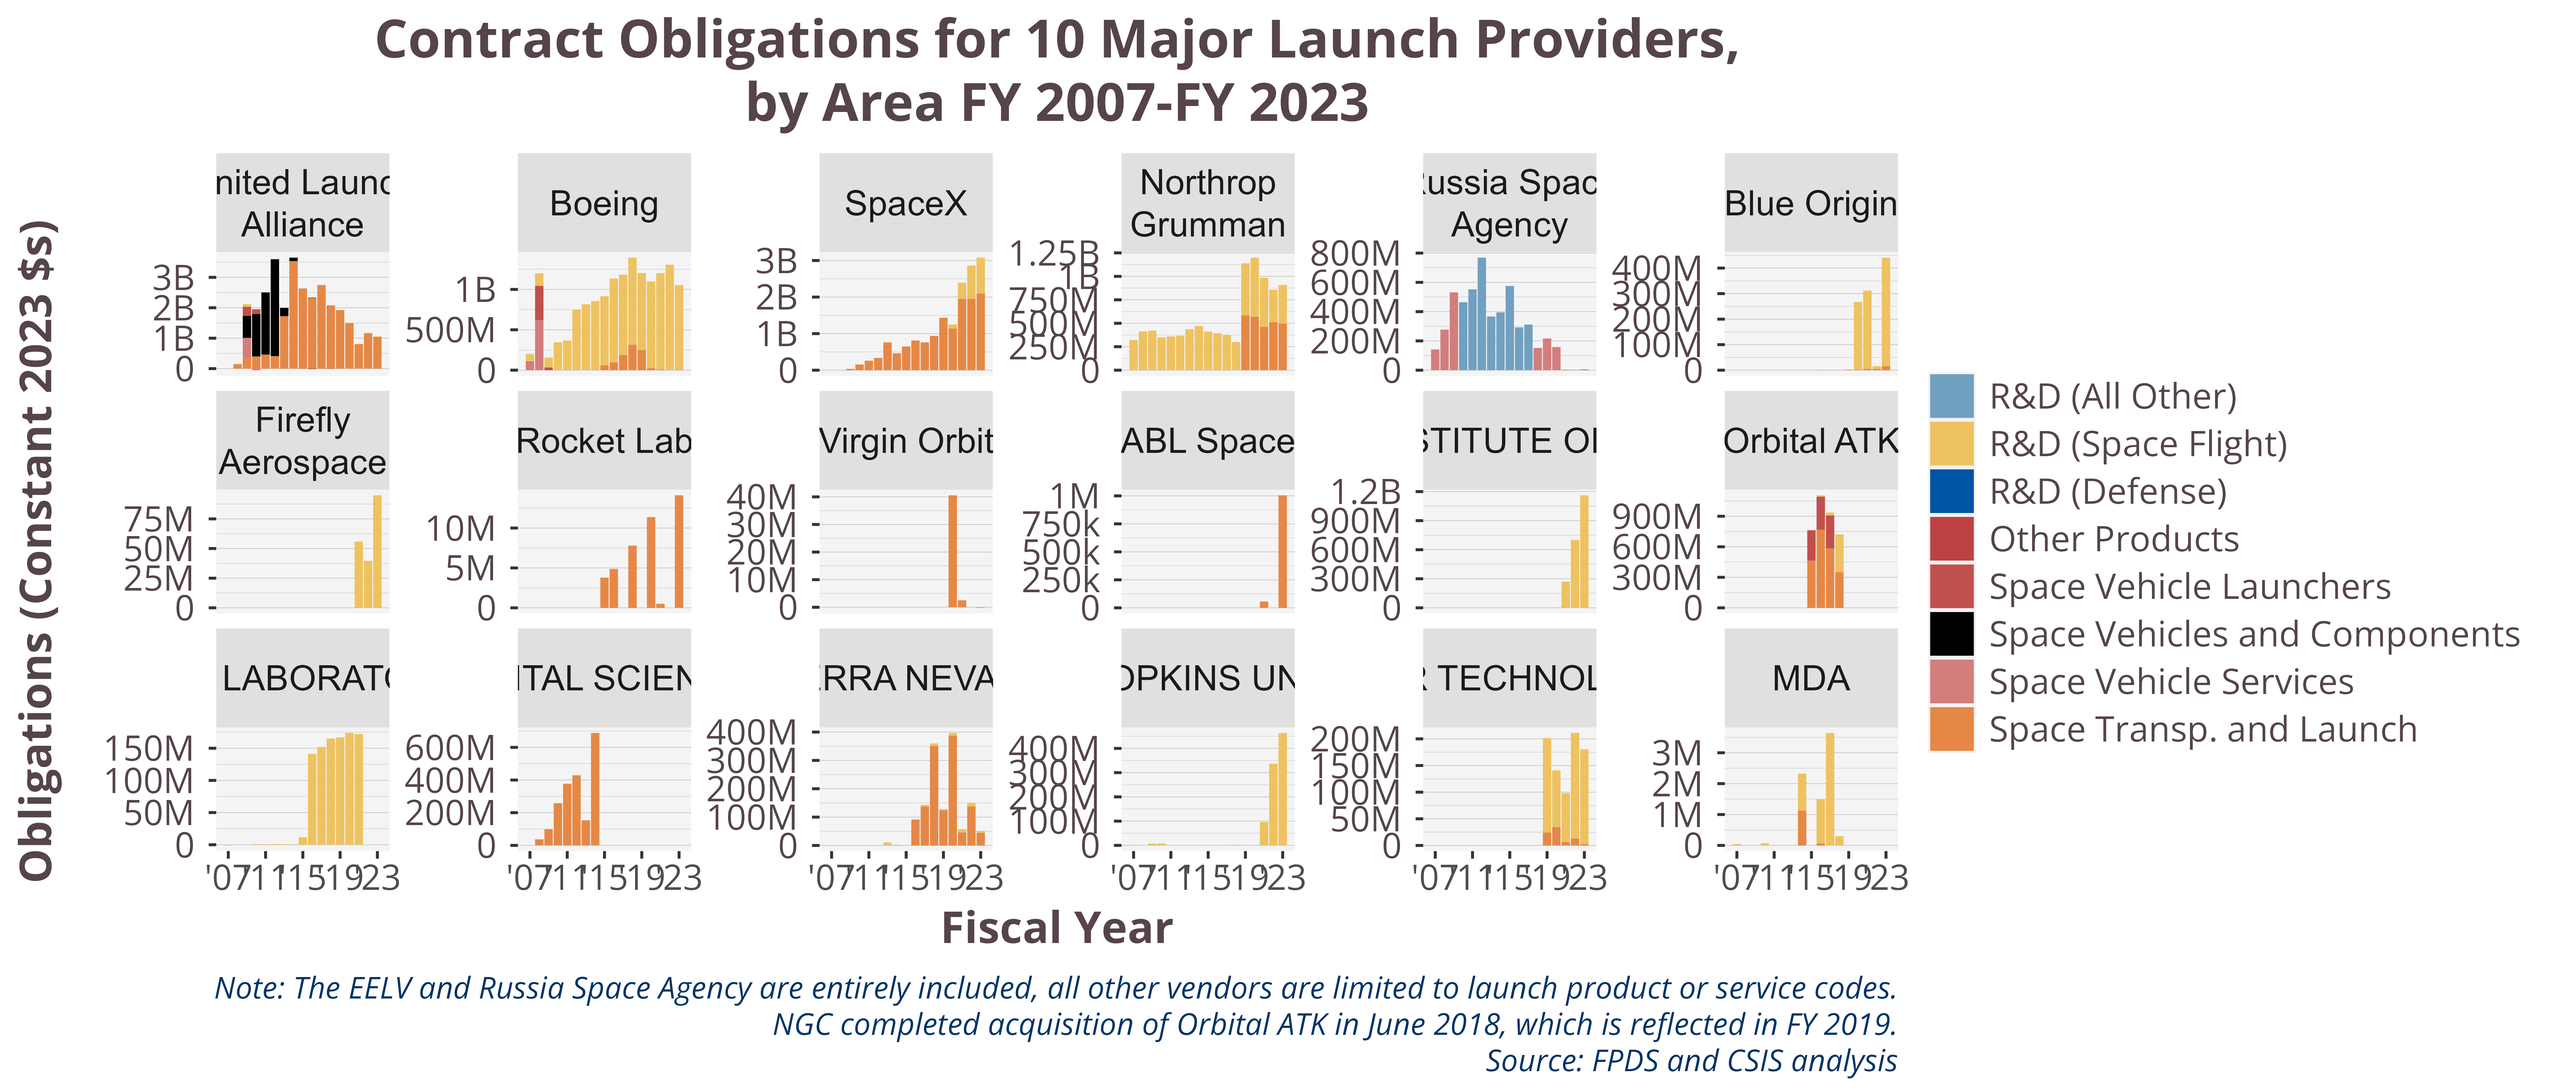 Contract Obligations for 10 Major Launch Providers,
by Area FY 2007-FY 2023
Obligations (Constant 2023 $s)
nited Launc
Alliance
3B
2B
1B
0
Boeing
1B
500M
0
SpaceX
3B
2B
1B
0
Northrop
Grumman
1.25B
1B
750M
500M
250M
0
Russia Spac
Agency
800M
600M
400M
200M
0
Blue Origin
400M
300M
200M
100M
0
Firefly
Aerospace
75M
50M
25M
0
Rocket Lab
10M
5M
0
Virgin Orbit
40M
30M
20M
10M
0
ABL Space
1M
750k
500k
250k
0
STITUTE OI
1.2B
900M
600M
300M
0
Orbital ATK
900M
600M
300M
0
LABORATO
150M
100M
50M
0
'07 '11 '15 '19 '23
ITAL SCIEN
600M
400M
200M
0
'07 '11 '15 '19 '23
ERRA NEVA
400M
300M
200M
100M
0
'07 '11 '15 '19 '23
OPKINS UN
400M
300M
200M
100M
0
'07 '11 '15 '19 '23
R TECHNOL
200M
150M
100M
50M
0
'07 '11 '15 '19 '23
MDA
3M
2M
1M
0
'07 '11 '15 '19 '23
Fiscal Year
R&D (All Other)
R&D (Space Flight)
R&D (Defense)
Other Products
Space Vehicle Launchers
Space Vehicles and Components
Space Vehicle Services
Space Transp. and Launch
Note: The EELV and Russia Space Agency are entirely included, all other vendors are limited to launch product or service codes.
NGC completed acquisition of Orbital ATK in June 2018, which is reflected in FY 2019.
Source: FPDS and CSIS analysis